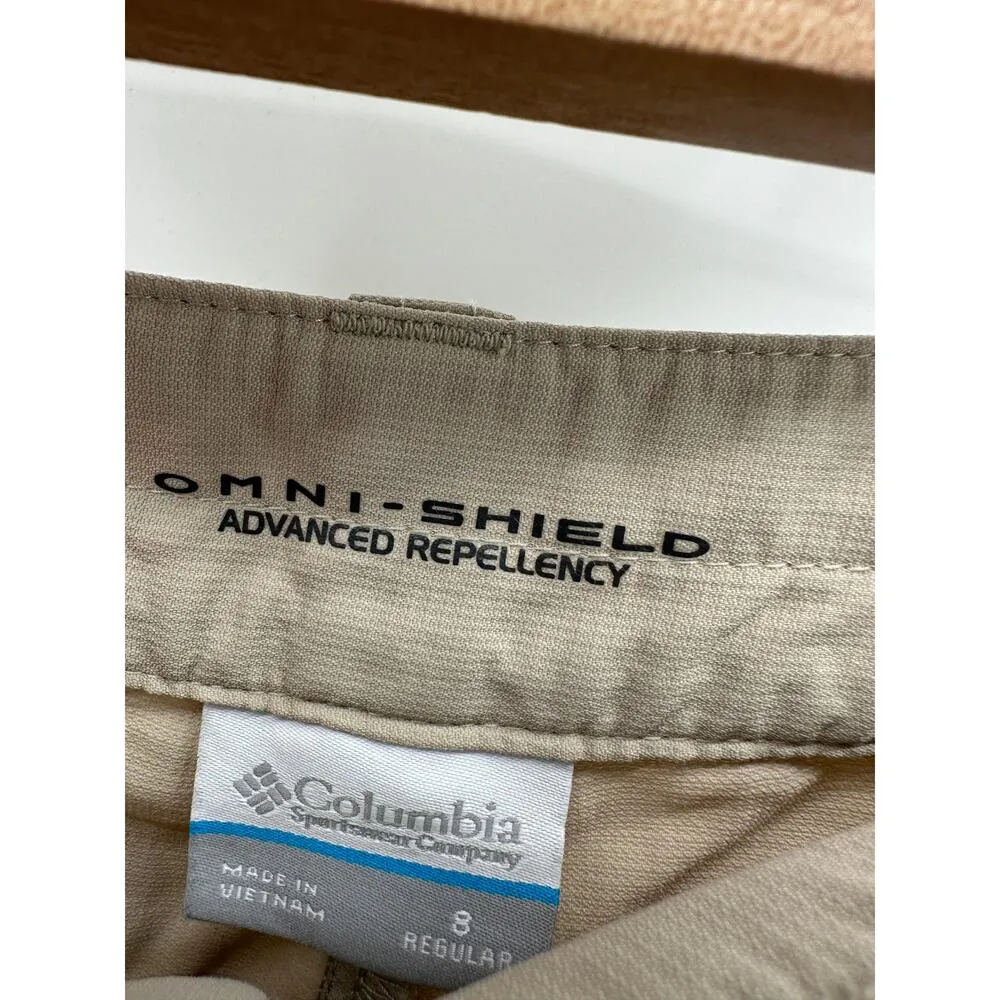 OMNI-SHIELD
ADVANCED REPELLENCY
Columbia
Sportswear Company
MADE IN
VIETNAM
8
REGULAR